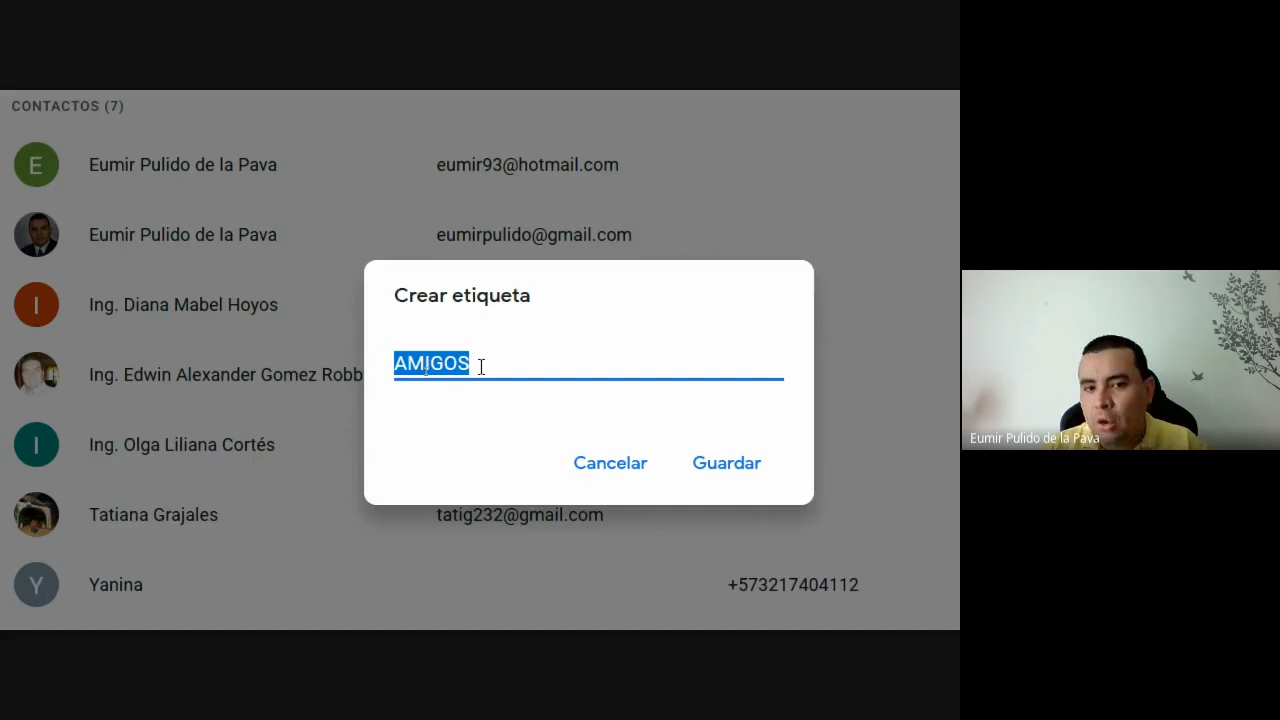 CONTACTOS (7)
E Eumir Pulido de la Pava eumir93@hotmail.com
Eumir Pulido de la Pava eumirpulido@gmail.com
Crear etiqueta
I Ing. Diana Mabel Hoyos
AMIGOS
Ing. Edwin Alexander Gomez Robb
I Ing. Olga Liliana Cortés
Cancelar Guardar
Tatiana Grajales tatig232@gmail.com
Y Yanina +573217404112
Eumir Pulido de la Pava